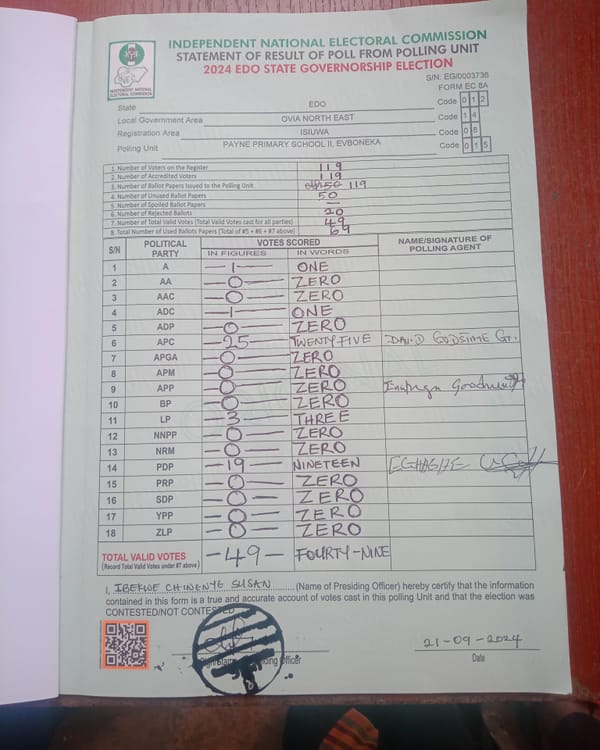 INDEPENDENT NATIONAL ELECTORAL COMMISSION
STATEMENT OF RESULT OF POLL FROM POLLING UNIT
2024 EDO STATE GOVERNORSHIP ELECTION
INDEPENDENT NATIONAL ELECTORAL COMMISSION
S/N: EG/0003736
FORM EC 8A
State EDO Code 0 1 2
Local Government Area OVIA NORTH EAST Code 1 4
Registration Area ISIUWA Code 0 8
Polling Unit PAYNE PRIMARY SCHOOL II, EVBONEKA Code 0 1 5
1. Number of Voters on the Register 119
2. Number of Accredited Voters 119
3. Number of Ballot Papers Issued to the Polling Unit 119
4. Number of Unused Ballot Papers 50
5. Number of Spoiled Ballot Papers —
6. Number of Rejected Ballots 20
7. Number of Total Valid Votes (Total Valid Votes cast for all parties) 49
8. Total Number of Used Ballots Papers (Total of #5 + #6 + #7 above) 69
S/N POLITICAL PARTY VOTES SCORED NAME/SIGNATURE OF POLLING AGENT
IN FIGURES IN WORDS
1 A —1— ONE
2 AA —0— ZERO
3 AAC —0— ZERO
4 ADC —1— ONE
5 ADP —0— ZERO
6 APC —25— TWENTY FIVE DAVID GODSTIME GT.
7 APGA —0— ZERO
8 APM —0— ZERO
9 APP —0— ZERO
10 BP —0— ZERO
11 LP —3— THREE
12 NNPP —0— ZERO
13 NRM —0— ZERO
14 PDP —19— NINETEEN
15 PRP —0— ZERO
16 SDP —0— ZERO
17 YPP —0— ZERO
18 ZLP —0— ZERO
TOTAL VALID VOTES -49- FOURTY-NINE
(Record Total Valid Votes under #7 above)
I, IBEKWE CHINENYE SUSAN (Name of Presiding Officer) hereby certify that the information
contained in this form is a true and accurate account of votes cast in this polling Unit and that the election was
CONTESTED/NOT CONTESTED
21-09-2024
Officer
Date